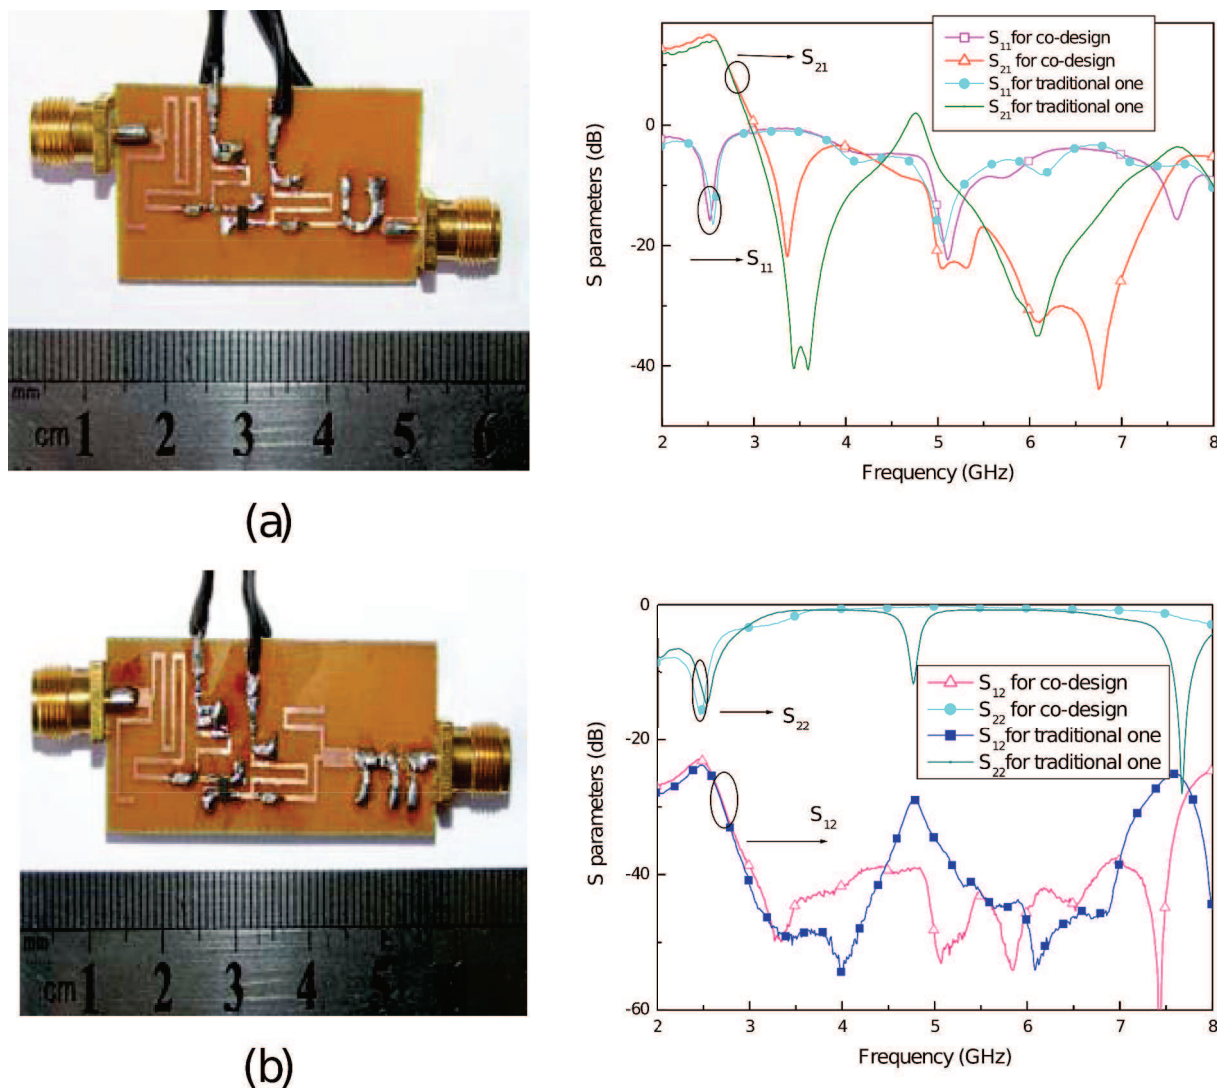 mm
cm 1 2 3 4 5 6
(a)
S11 for co-design
S21 for co-design
S11 for traditional one
S21 for traditional one
S21
S11
S parameters (dB)
0
-20
-40
2 3 4 5 6 7 8
Frequency (GHz)
mm
cm 1 2 3 4 5
(b)
S12 for co-design
S22 for co-design
S12 for traditional one
S22 for traditional one
S22
S12
S parameters (dB)
0
-20
-40
-60
2 3 4 5 6 7 8
Frequency (GHz)